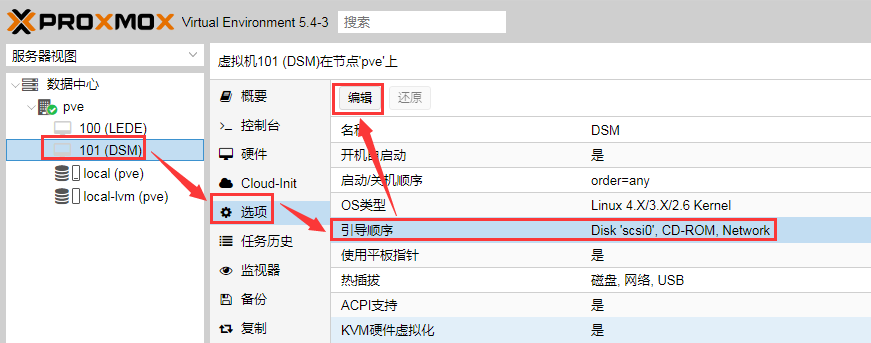 PROXMOX Virtual Environment 5.4-3 搜索
服务器视图
数据中心
pve
100 (LEDE)
101 (DSM)
local (pve)
local-lvm (pve)
虚拟机101 (DSM)在节点'pve'上
概要
控制台
硬件
Cloud-Init
选项
任务历史
监视器
备份
复制
编辑 还原
名称 DSM
开机自启动 是
启动/关机顺序 order=any
OS类型 Linux 4.X/3.X/2.6 Kernel
引导顺序 Disk 'scsi0', CD-ROM, Network
使用平板指针 是
热插拔 磁盘, 网络, USB
ACPI支持 是
KVM硬件虚拟化 是